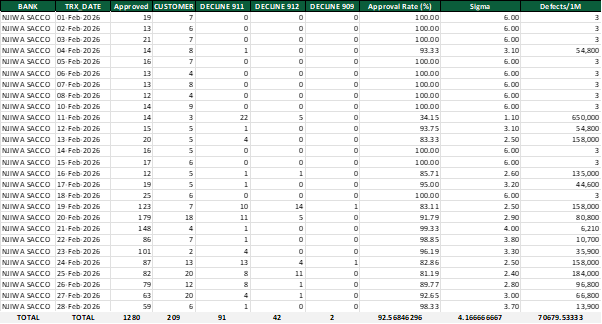 BANK TRX_DATE Approved CUSTOMER DECLINE 911 DECLINE 912 DECLINE 909 Approval Rate (%) Sigma Defects/1M
NJIWA SACCO 01-Feb-2026 19 7 0 0 0 100.00 6.00 3
NJIWA SACCO 02-Feb-2026 13 6 0 0 0 100.00 6.00 3
NJIWA SACCO 03-Feb-2026 21 7 0 0 0 100.00 6.00 3
NJIWA SACCO 04-Feb-2026 14 8 1 0 0 93.33 3.10 54,800
NJIWA SACCO 05-Feb-2026 16 7 0 0 0 100.00 6.00 3
NJIWA SACCO 06-Feb-2026 13 4 0 0 0 100.00 6.00 3
NJIWA SACCO 07-Feb-2026 13 8 0 0 0 100.00 6.00 3
NJIWA SACCO 08-Feb-2026 12 4 0 0 0 100.00 6.00 3
NJIWA SACCO 10-Feb-2026 14 9 0 0 0 100.00 6.00 3
NJIWA SACCO 11-Feb-2026 14 3 22 5 0 34.15 1.10 650,000
NJIWA SACCO 12-Feb-2026 15 5 1 0 0 93.75 3.10 54,800
NJIWA SACCO 13-Feb-2026 20 5 4 0 0 83.33 2.50 158,000
NJIWA SACCO 14-Feb-2026 16 5 0 0 0 100.00 6.00 3
NJIWA SACCO 15-Feb-2026 17 6 0 0 0 100.00 6.00 3
NJIWA SACCO 16-Feb-2026 12 5 1 1 0 85.71 2.60 135,000
NJIWA SACCO 17-Feb-2026 19 5 1 0 0 95.00 3.20 44,600
NJIWA SACCO 18-Feb-2026 25 6 0 0 0 100.00 6.00 3
NJIWA SACCO 19-Feb-2026 123 7 10 14 1 83.11 2.50 158,000
NJIWA SACCO 20-Feb-2026 179 18 11 5 0 91.79 2.90 80,800
NJIWA SACCO 21-Feb-2026 148 4 1 0 0 99.33 4.00 6,210
NJIWA SACCO 22-Feb-2026 86 7 1 0 0 98.85 3.80 10,700
NJIWA SACCO 23-Feb-2026 101 2 4 0 0 96.19 3.30 35,900
NJIWA SACCO 24-Feb-2026 87 13 13 4 1 82.86 2.50 158,000
NJIWA SACCO 25-Feb-2026 82 20 8 11 0 81.19 2.40 184,000
NJIWA SACCO 26-Feb-2026 79 12 8 1 0 89.77 2.80 96,800
NJIWA SACCO 27-Feb-2026 63 20 4 1 0 92.65 3.00 66,800
NJIWA SACCO 28-Feb-2026 59 6 1 0 0 98.33 3.70 13,900
TOTAL TOTAL 1280 209 91 42 2 92.56846296 4.166666667 70679.53333